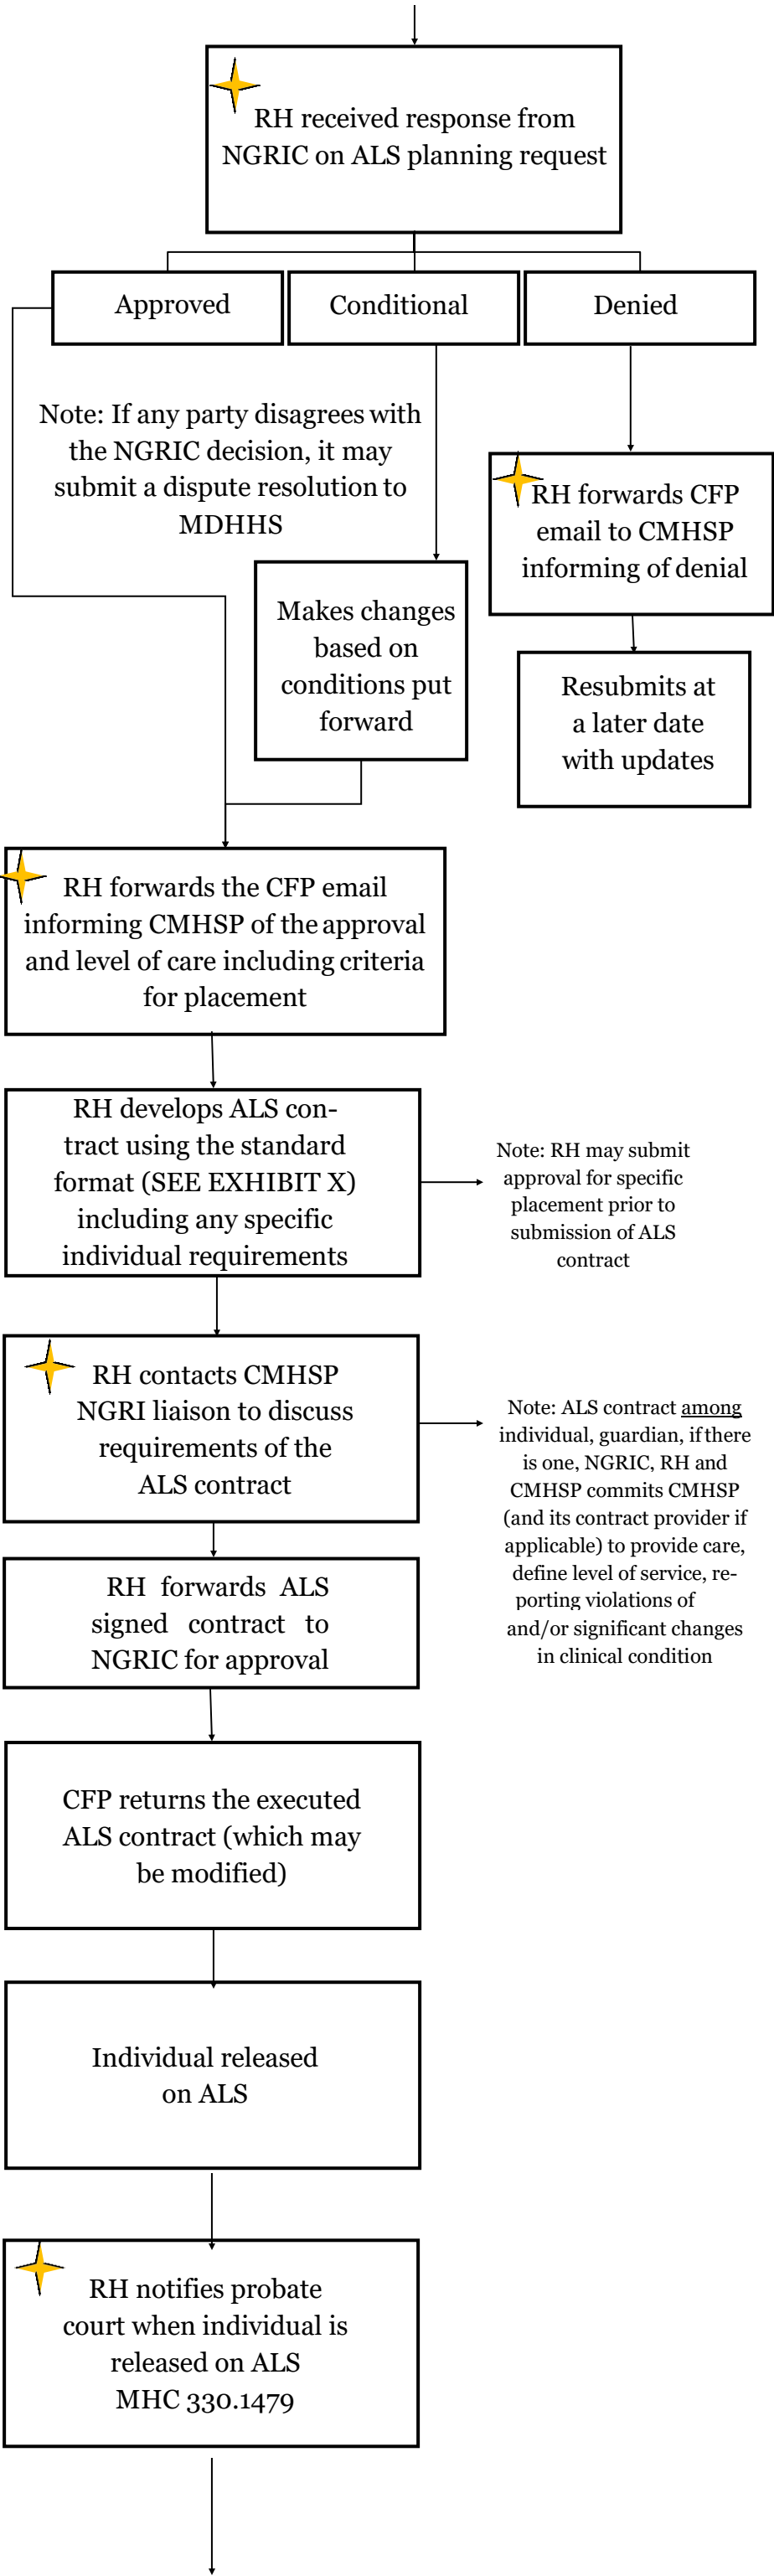 RH received response from
NGRIC on ALS planning request
Approved
Conditional
Denied
Note: If any party disagrees with
the NGRIC decision, it may
submit a dispute resolution to
MDHHS
RH forwards CFP
email to CMHSP
informing of denial
Makes changes
based on
conditions put
forward
Resubmits at
a later date
with updates
RH forwards the CFP email
informing CMHSP of the approval
and level of care including criteria
for placement
RH develops ALS con-
tract using the standard
format (SEE EXHIBIT X)
including any specific
individual requirements
Note: RH may submit
approval for specific
placement prior to
submission of ALS
contract
RH contacts CMHSP
NGRI liaison to discuss
requirements of the
ALS contract
Note: ALS contract among
individual, guardian, if there
is one, NGRIC, RH and
CMHSP commits CMHSP
(and its contract provider if
applicable) to provide care,
define level of service, re-
porting violations of
and/or significant changes
in clinical condition
RH forwards ALS
signed contract to
NGRIC for approval
CFP returns the executed
ALS contract (which may
be modified)
Individual released
on ALS
RH notifies probate
court when individual is
released on ALS
MHC 330.1479